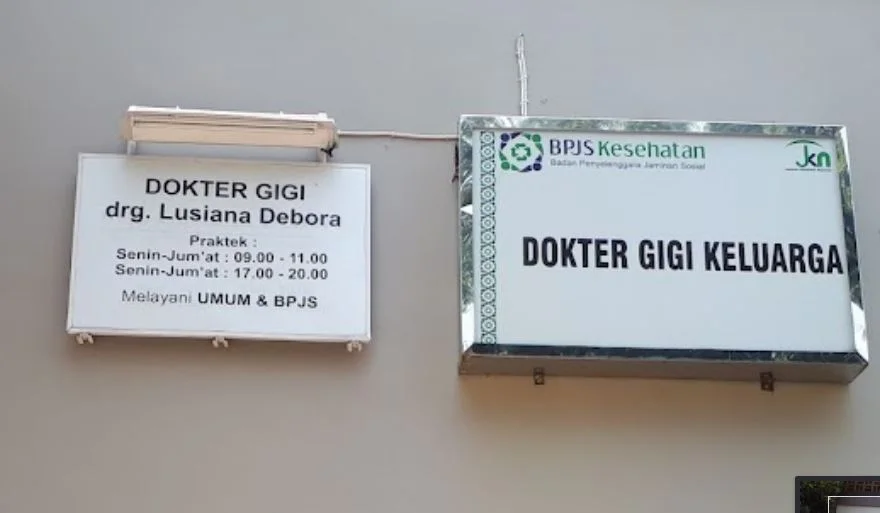 DOKTER GIGI
drg. Lusiana Debora
Praktek :
Senin-Jum'at : 09.00 - 11.00
Senin-Jum'at : 17.00 - 20.00
Melayani UMUM & BPJS
BPJS Kesehatan
Badan Penyelenggara Jaminan Sosial
Jkn
DOKTER GIGI KELUARGA